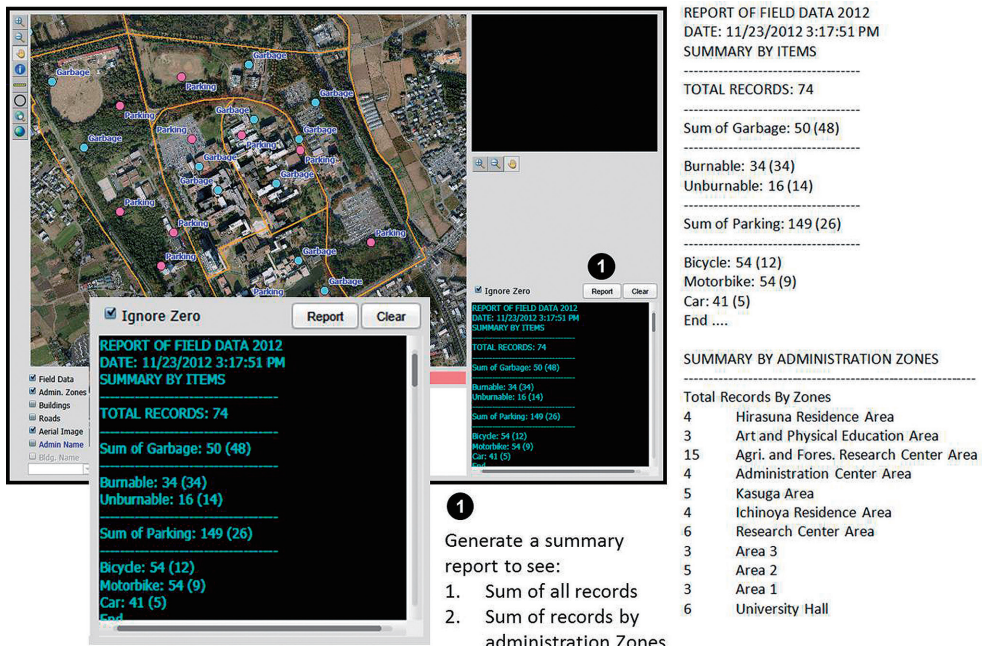 Garbage
Garbage
Parking
Garbage
Parking
Garbage
Parking
Garbage
Garbage
Parking
Garbage
Parking
Garbage
Garbage
Parking
Parking
Parking
Parking
Garbage
Garbage
Parking
Field Data
Admin. Zones
Buildings
Roads
Aerial Image
Admin Name
Bldg. Name
1
Ignore Zero
Report
Clear
REPORT OF FIELD DATA 2012
DATE: 11/23/2012 3:17:51 PM
SUMMARY BY ITEMS
TOTAL RECORDS: 74
Sum of Garbage: 50 (48)
Burnable: 34 (34)
Unburnable: 16 (14)
Sum of Parking: 149 (26)
Bicycle: 54 (12)
Motorbike: 54 (9)
Car: 41 (5)
End
Ignore Zero
Report
Clear
REPORT OF FIELD DATA 2012
DATE: 11/23/2012 3:17:51 PM
SUMMARY BY ITEMS
----------------------------------
TOTAL RECORDS: 74
----------------------------------
Sum of Garbage: 50 (48)
----------------------------------
Burnable: 34 (34)
Unburnable: 16 (14)
----------------------------------
Sum of Parking: 149 (26)
----------------------------------
Bicycle: 54 (12)
Motorbike: 54 (9)
Car: 41 (5)
End
1
Generate a summary
report to see:
1. Sum of all records
2. Sum of records by
administration Zones
REPORT OF FIELD DATA 2012
DATE: 11/23/2012 3:17:51 PM
SUMMARY BY ITEMS
-----------------------------------
TOTAL RECORDS: 74
-----------------------------------
Sum of Garbage: 50 (48)
-----------------------------------
Burnable: 34 (34)
Unburnable: 16 (14)
-----------------------------------
Sum of Parking: 149 (26)
-----------------------------------
Bicycle: 54 (12)
Motorbike: 54 (9)
Car: 41 (5)
End ....
SUMMARY BY ADMINISTRATION ZONES
----------------------------------------------------------
Total Records By Zones
4 Hirasuna Residence Area
3 Art and Physical Education Area
15 Agri. and Fores. Research Center Area
4 Administration Center Area
5 Kasuga Area
4 Ichinoya Residence Area
6 Research Center Area
3 Area 3
5 Area 2
3 Area 1
6 University Hall